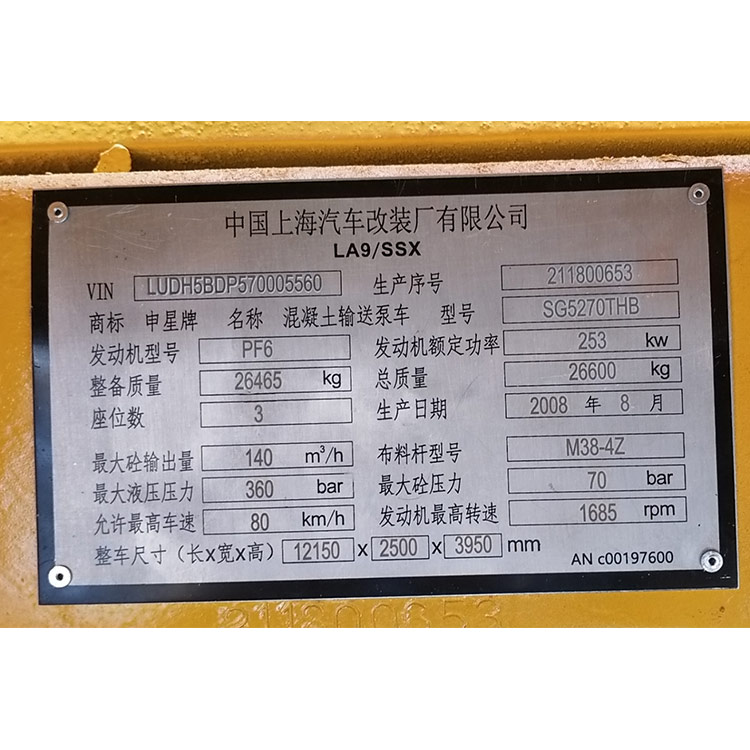 中国上海汽车改装厂有限公司
LA9/SSX
VIN LUDH5BDP570005560 生产序号 211800653
商标 申星牌 名称 混凝土输送泵车 型号 SG5270THB
发动机型号 PF6 发动机额定功率 253 kw
整备质量 26465 kg 总质量 26600 kg
座位数 3 生产日期 2008 年 8 月
最大砼输出量 140 m³/h 布料杆型号 M38-4Z
最大液压压力 360 bar 最大砼压力 70 bar
允许最高车速 80 km/h 发动机最高转速 1685 rpm
整车尺寸（长X宽X高） 12150 X 2500 X 3950 mm AN c00197600
211800653